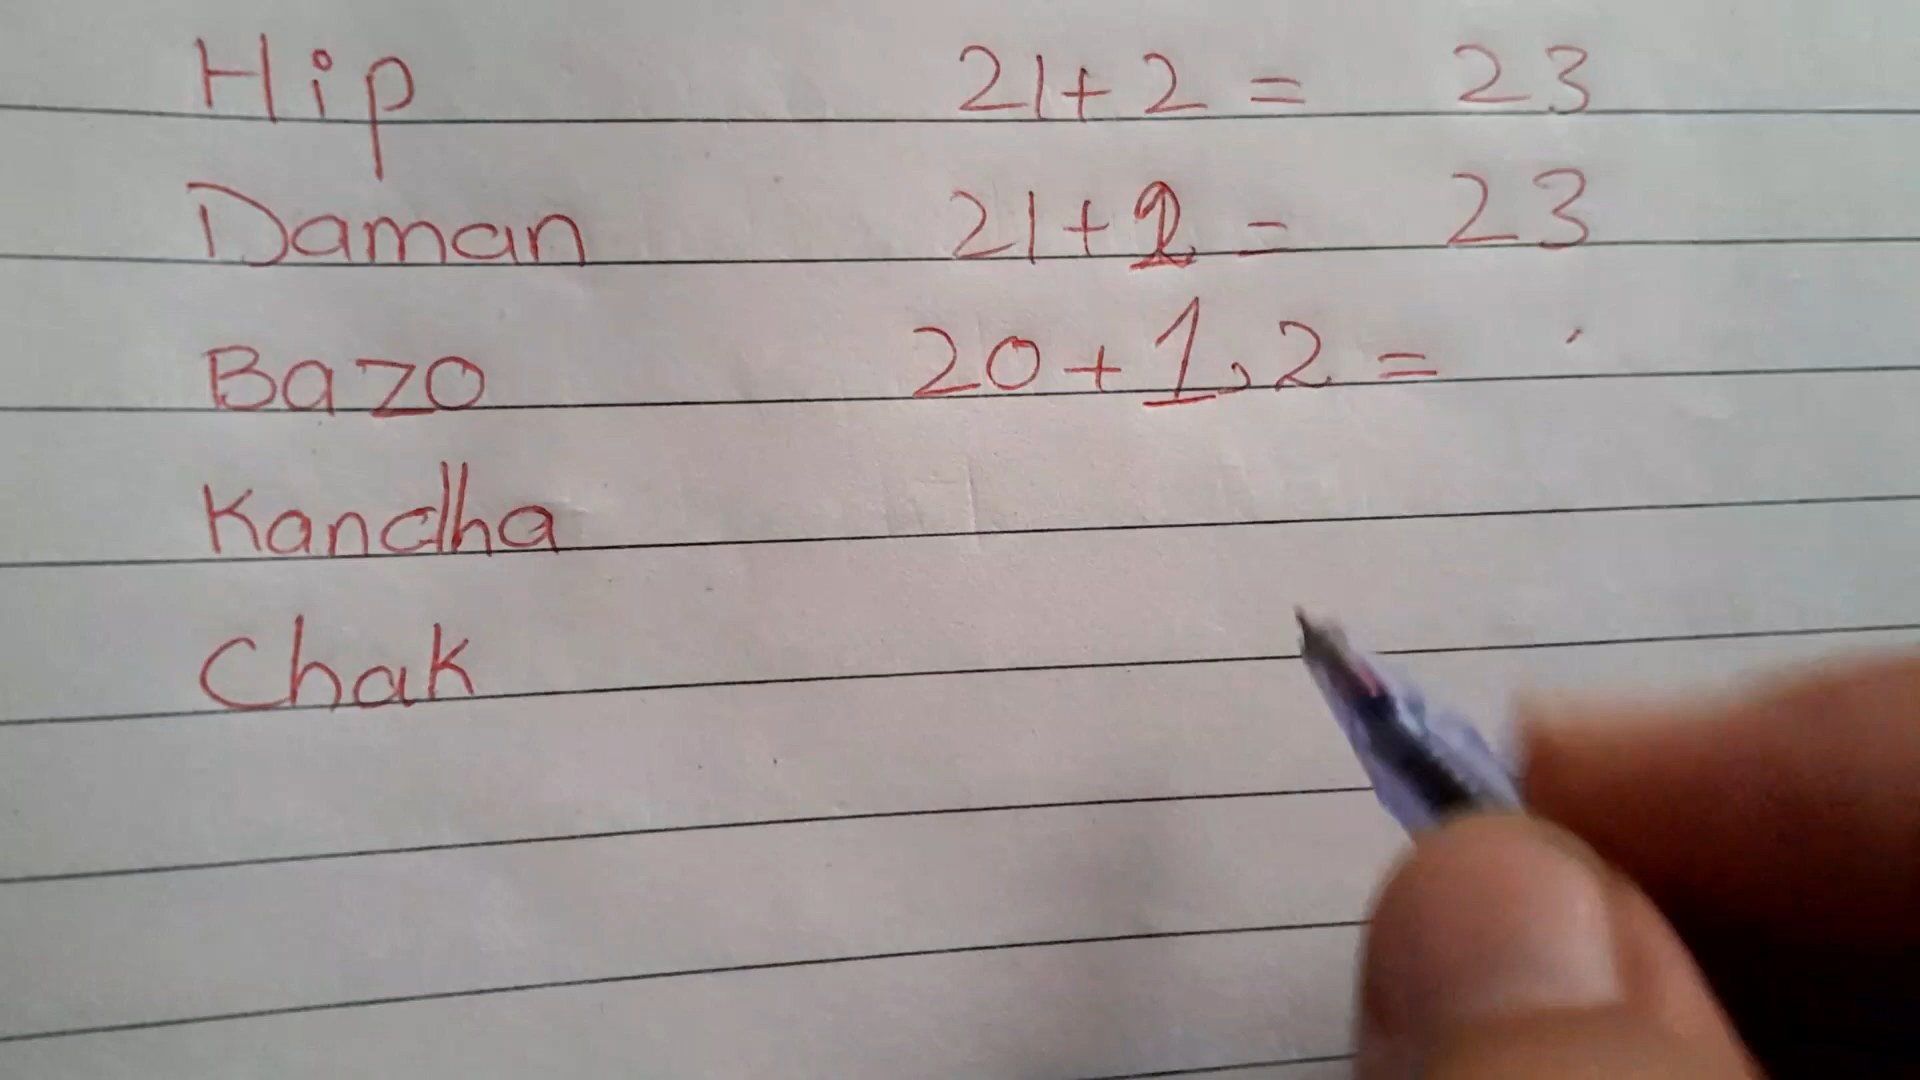 Hip 21+2 = 23
Daman 21+2 = 23
Bazo 20+1,2 =
Kandha
Chak